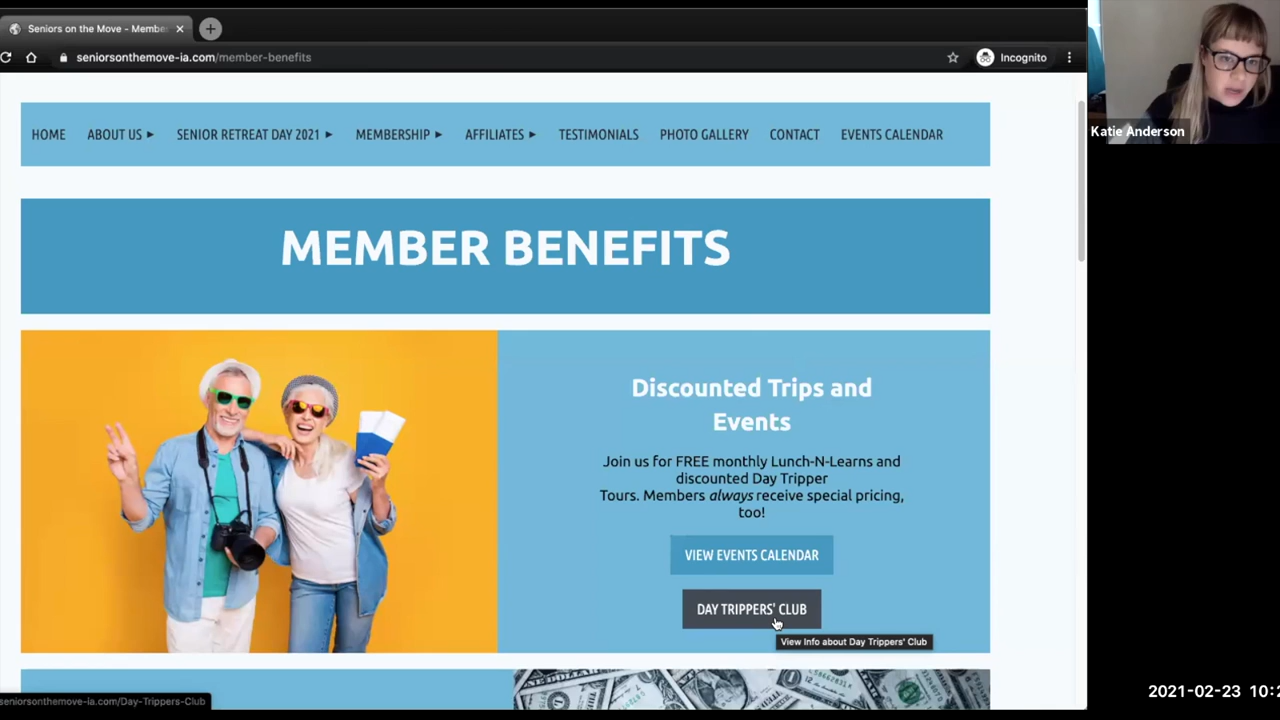 Seniors on the Move - Membe
seniorsonthemove-ia.com/member-benefits
Incognito
Katie Anderson
HOME ABOUT US ▸ SENIOR RETREAT DAY 2021 ▸ MEMBERSHIP ▸ AFFILIATES ▸ TESTIMONIALS PHOTO GALLERY CONTACT EVENTS CALENDAR
MEMBER BENEFITS
Discounted Trips and
Events
Join us for FREE monthly Lunch-N-Learns and
discounted Day Tripper
Tours. Members always receive special pricing,
too!
VIEW EVENTS CALENDAR
DAY TRIPPERS' CLUB
View Info about Day Trippers' Club
seniorsonthemove-ia.com/Day-Trippers-Club
2021-02-23 10:2